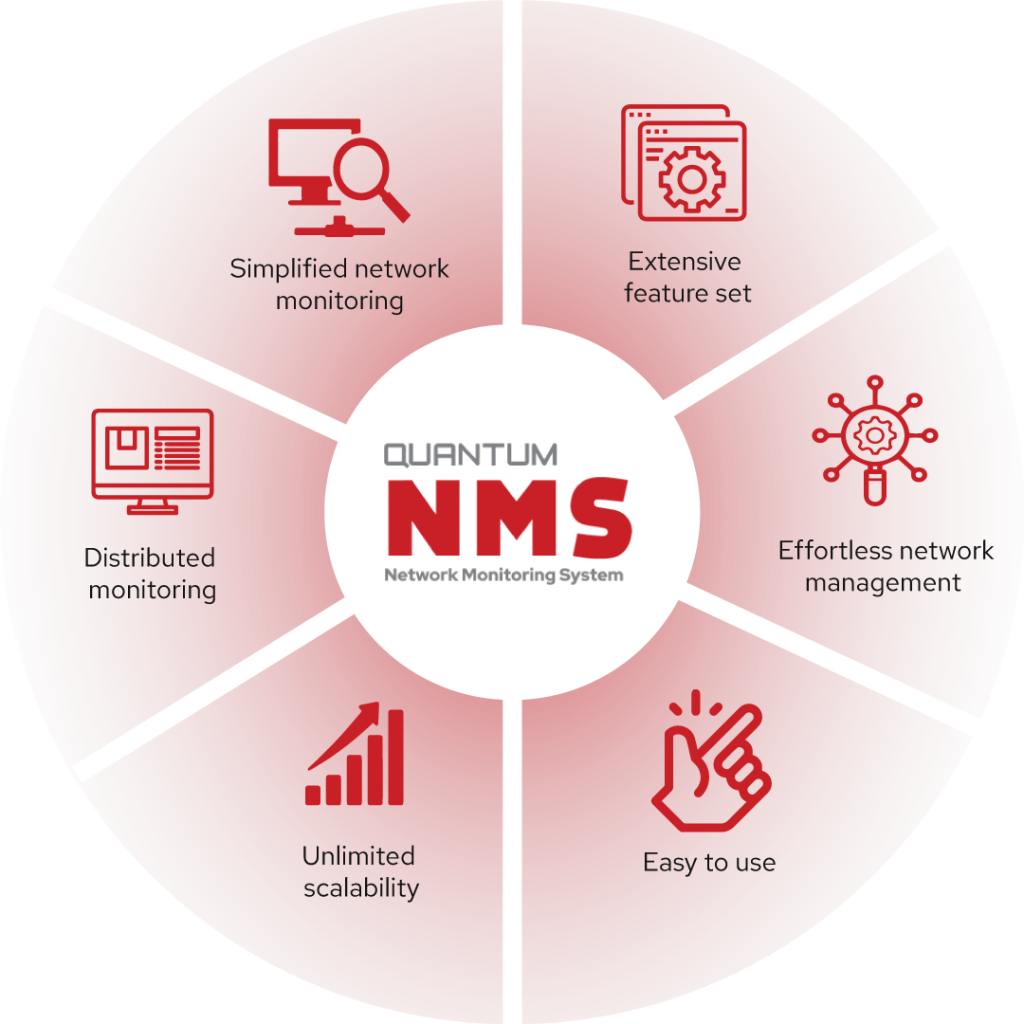 Simplified network
monitoring
Extensive
feature set
Distributed
monitoring
QUANTUM
NMS
Network Monitoring System
Effortless network
management
Unlimited
scalability
Easy to use